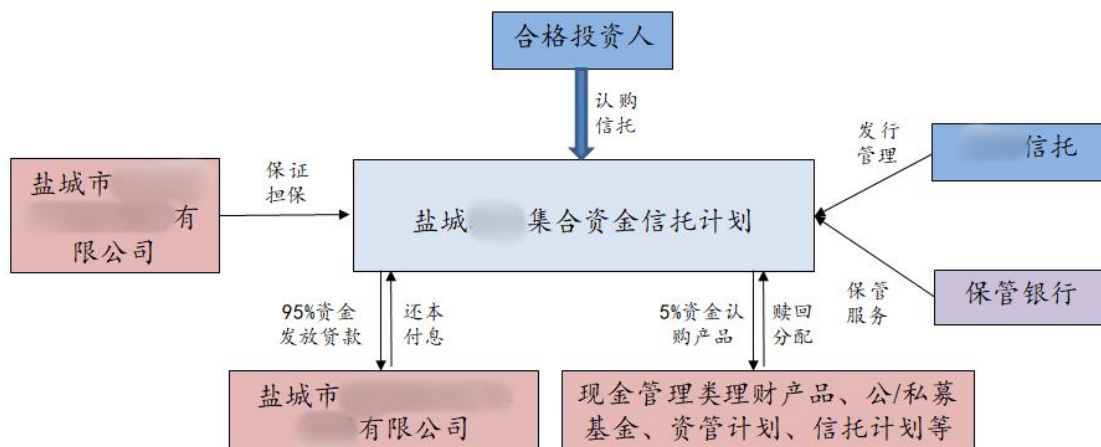 合格投资人
认购
信托
发行
管理
信托
保证
担保
盐城市
有
限公司
盐城 集合资金信托计划
保管
服务
保管银行
95%资金
发放贷款
还本
付息
5%资金认
购产品
赎回
分配
盐城市
有限公司
现金管理类理财产品、公/私募
基金、资管计划、信托计划等